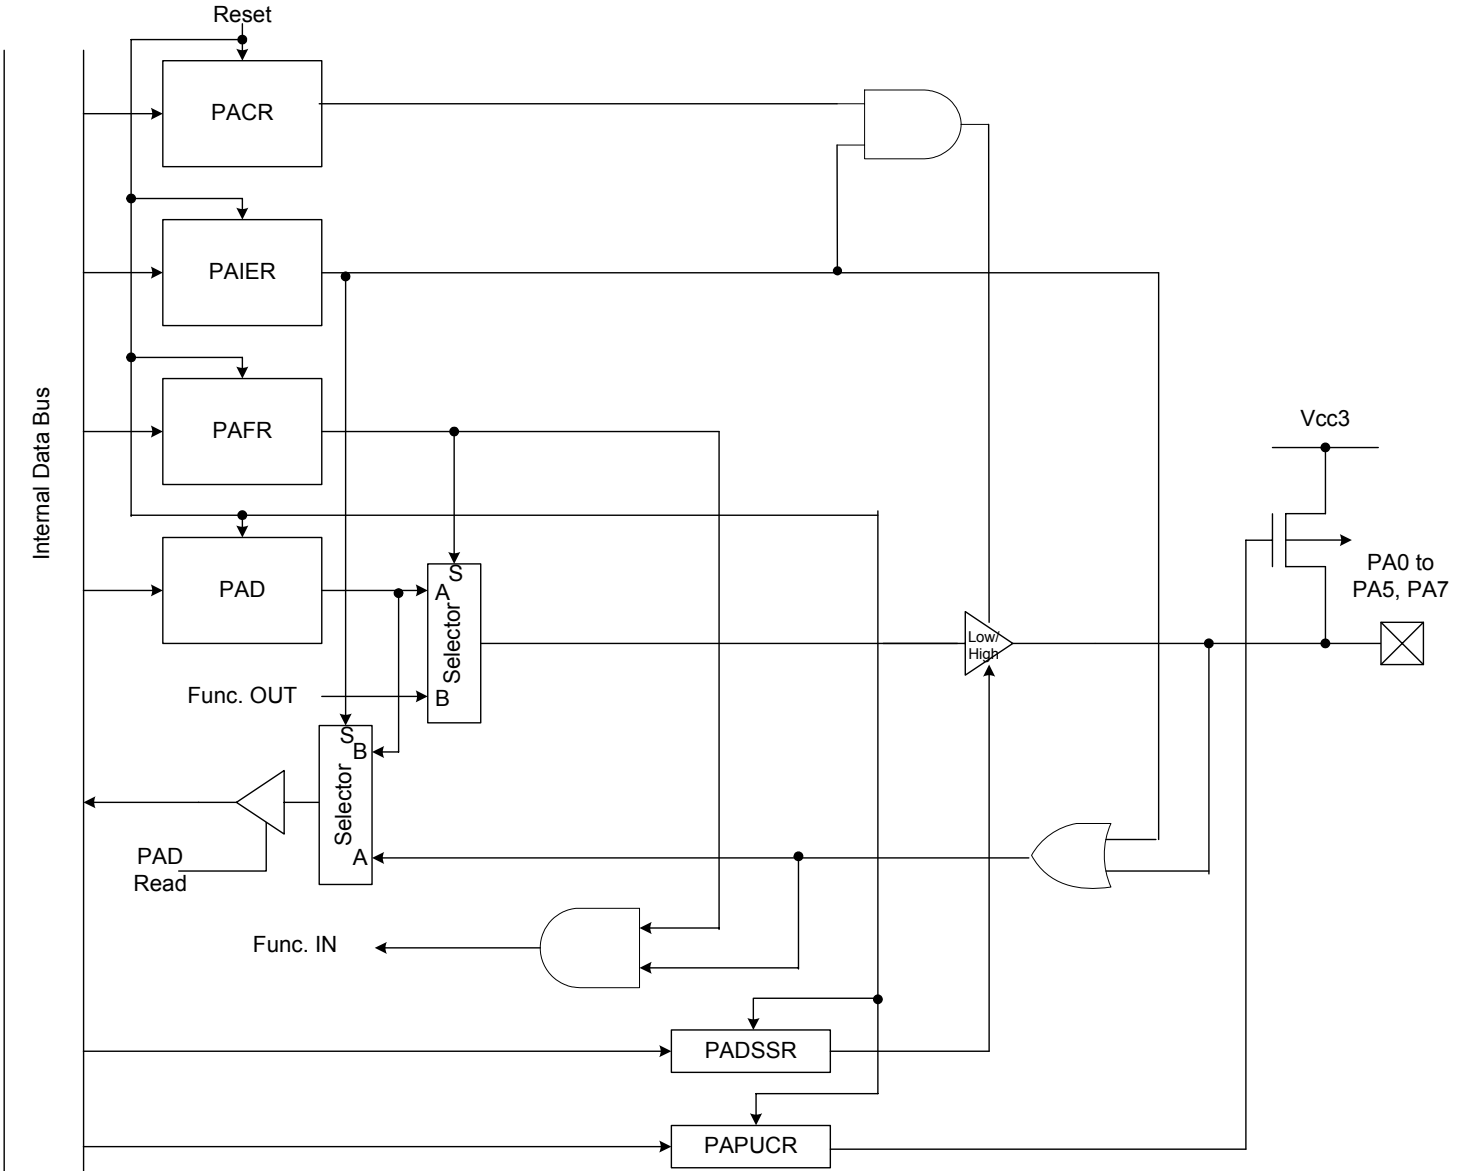 Reset
PACR
PAIER
PAFR
Internal Data Bus
Vcc3
PA0 to
PA5, PA7
PAD
S
A
Selector
B
Low/
High
Func. OUT
S
B
Selector
A
PAD
Read
Func. IN
PADSSR
PAPUCR